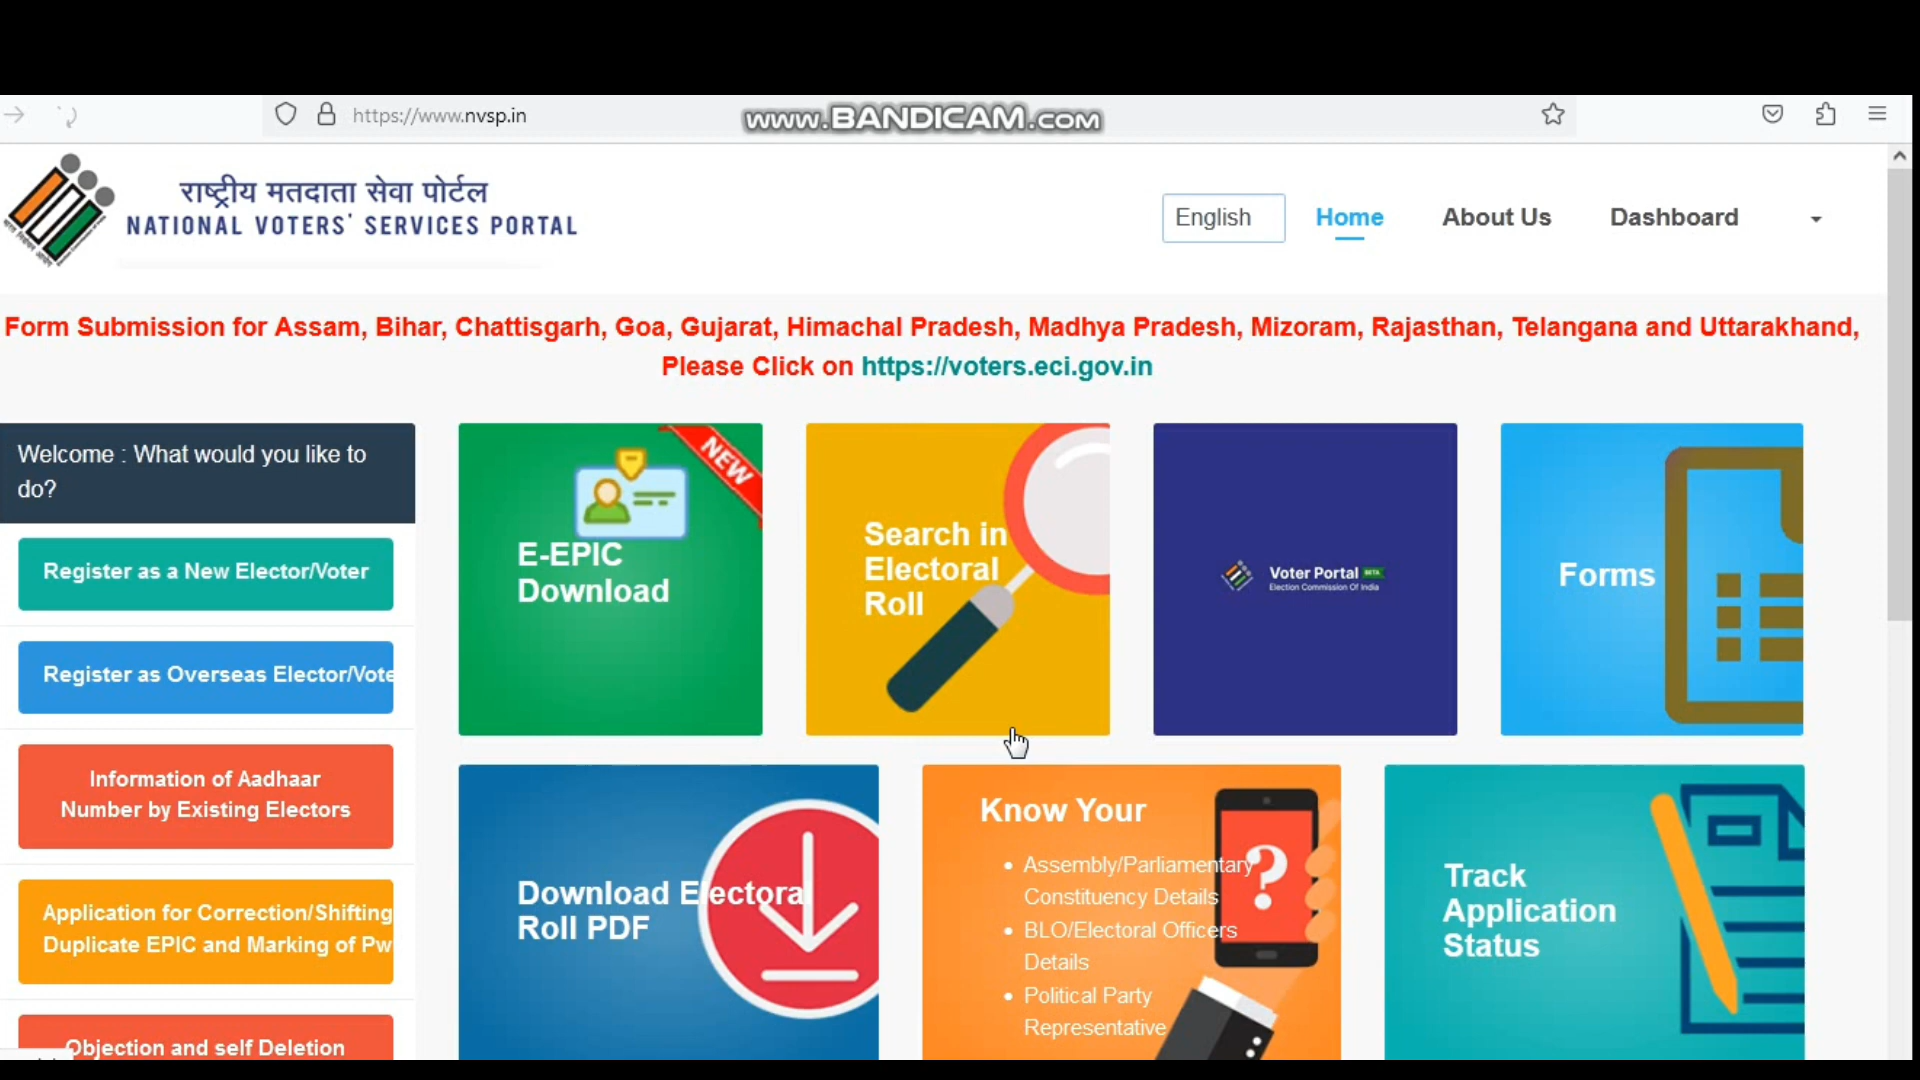 https://www.nvsp.in
www.BANDICAM.com
राष्ट्रीय मतदाता सेवा पोर्टल
NATIONAL VOTERS' SERVICES PORTAL
English
Home
About Us
Dashboard
Form Submission for Assam, Bihar, Chattisgarh, Goa, Gujarat, Himachal Pradesh, Madhya Pradesh, Mizoram, Rajasthan, Telangana and Uttarakhand,
Please Click on https://voters.eci.gov.in
Welcome : What would you like to
do?
Register as a New Elector/Voter
Register as Overseas Elector/Vote
Information of Aadhaar
Number by Existing Electors
Application for Correction/Shifting
Duplicate EPIC and Marking of Pw
Objection and self Deletion
NEW
E-EPIC
Download
Search in
Electoral
Roll
Voter Portal BETA
Election Commission Of India
Forms
Download Electoral
Roll PDF
Know Your
• Assembly/Parliamentary
Constituency Details
• BLO/Electoral Officers
Details
• Political Party
Representative
?
Track
Application
Status